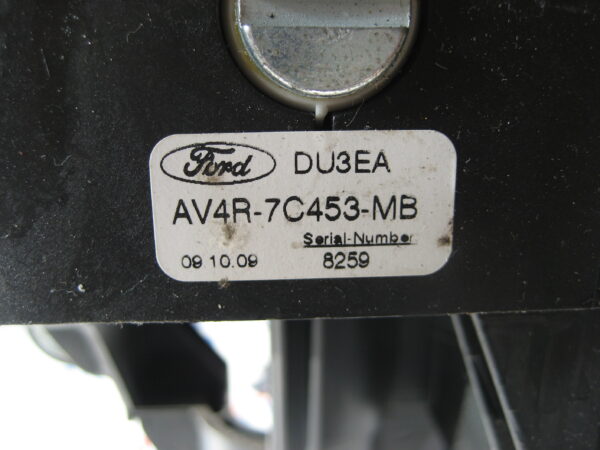 Ford DU3EA
AV4R-7C453-MB
Serial-Number
09 10.09 8259